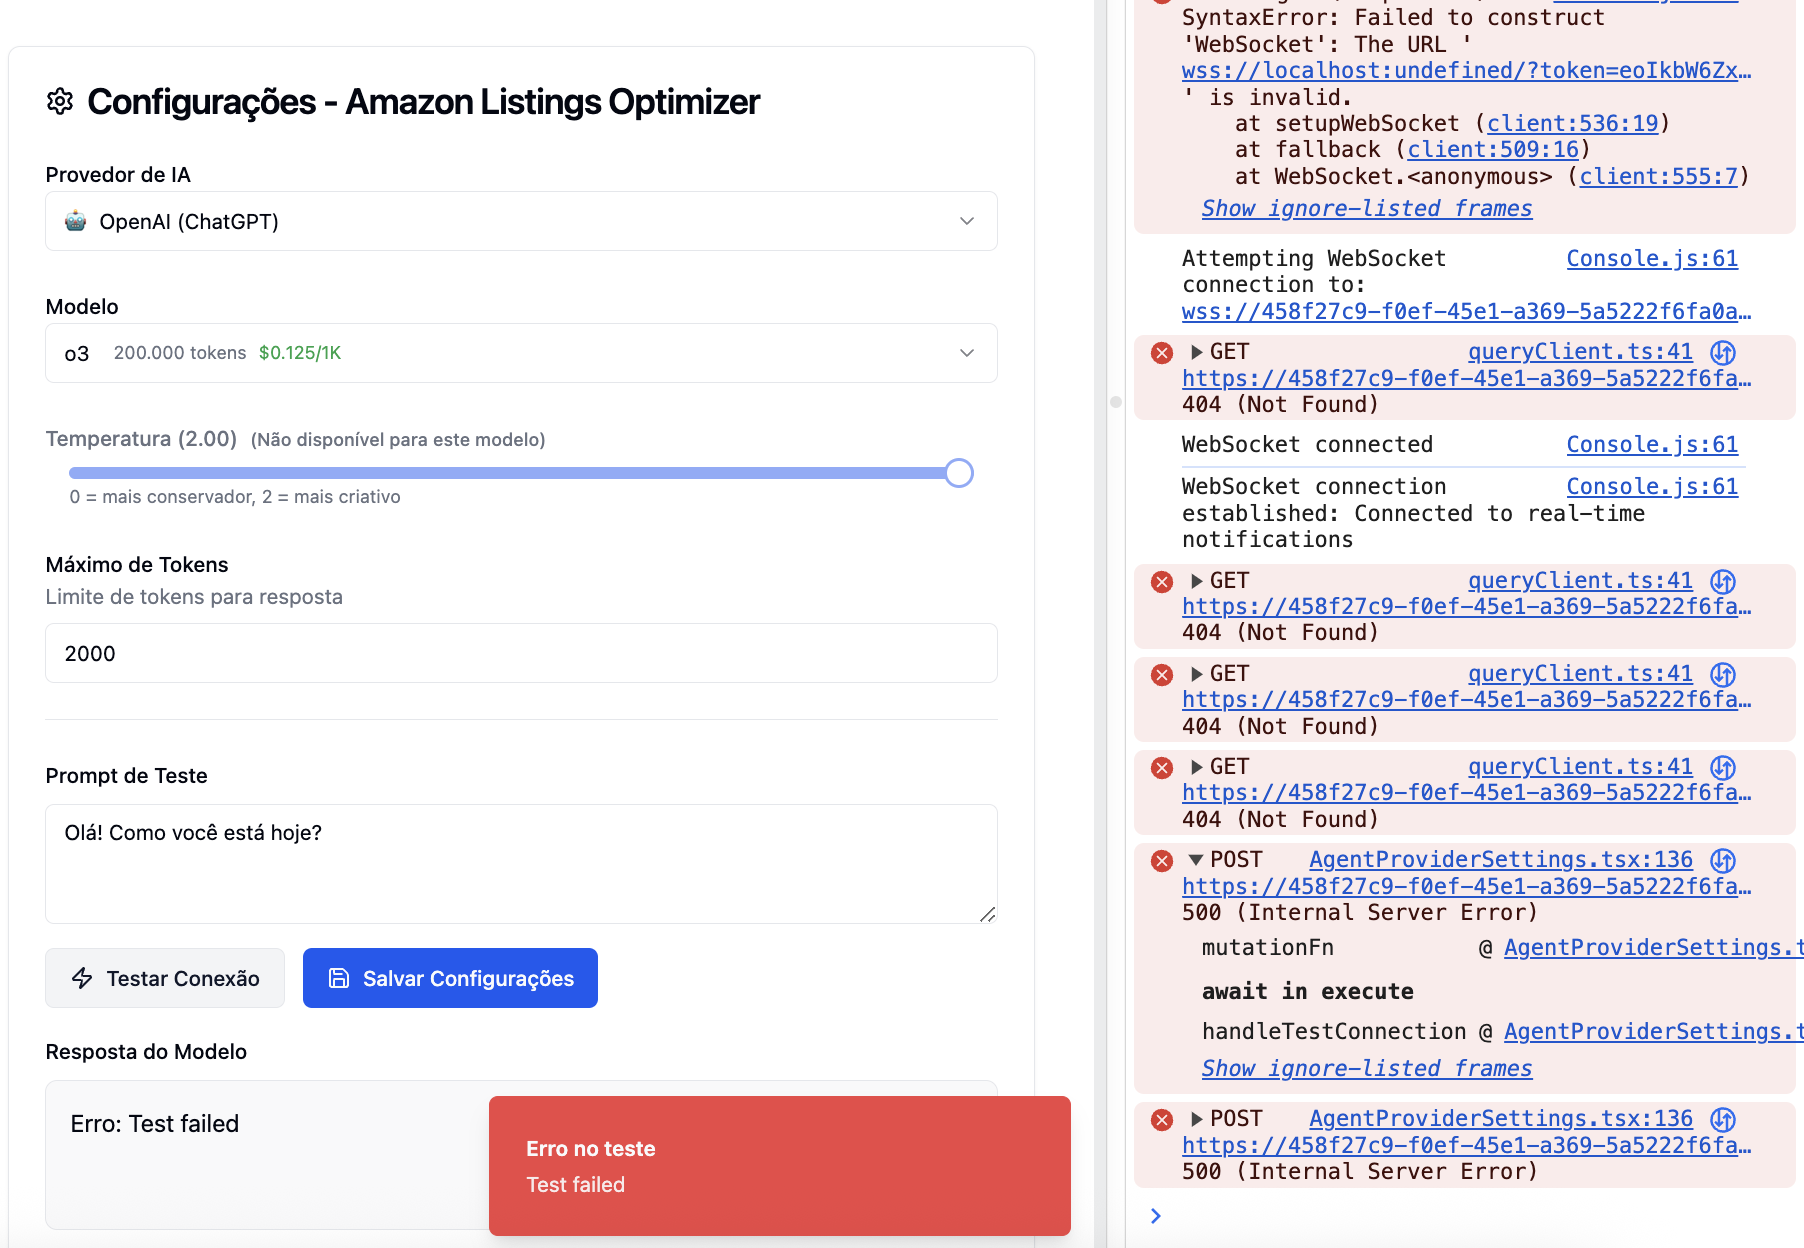 Configurações - Amazon Listings Optimizer
Provedor de IA
OpenAI (ChatGPT)
Modelo
o3 200.000 tokens $0.125/1K
Temperatura (2.00) (Não disponível para este modelo)
0 = mais conservador, 2 = mais criativo
Máximo de Tokens
Limite de tokens para resposta
2000
Prompt de Teste
Olá! Como você está hoje?
Testar Conexão
Salvar Configurações
Resposta do Modelo
Erro: Test failed
Erro no teste
Test failed
SyntaxError: Failed to construct
'WebSocket': The URL '
wss://localhost:undefined/?token=eoIkbW6Zx…
' is invalid.
at setupWebSocket (client:536:19)
at fallback (client:509:16)
at WebSocket.<anonymous> (client:555:7)
Show ignore-listed frames
Attempting WebSocket Console.js:61
connection to:
wss://458f27c9-f0ef-45e1-a369-5a5222f6fa0a…
GET queryClient.ts:41
https://458f27c9-f0ef-45e1-a369-5a5222f6fa…
404 (Not Found)
WebSocket connected Console.js:61
WebSocket connection Console.js:61
established: Connected to real-time
notifications
GET queryClient.ts:41
https://458f27c9-f0ef-45e1-a369-5a5222f6fa…
404 (Not Found)
GET queryClient.ts:41
https://458f27c9-f0ef-45e1-a369-5a5222f6fa…
404 (Not Found)
GET queryClient.ts:41
https://458f27c9-f0ef-45e1-a369-5a5222f6fa…
404 (Not Found)
POST AgentProviderSettings.tsx:136
https://458f27c9-f0ef-45e1-a369-5a5222f6fa…
500 (Internal Server Error)
mutationFn @ AgentProviderSettings.t
await in execute
handleTestConnection @ AgentProviderSettings.t
Show ignore-listed frames
POST AgentProviderSettings.tsx:136
https://458f27c9-f0ef-45e1-a369-5a5222f6fa…
500 (Internal Server Error)